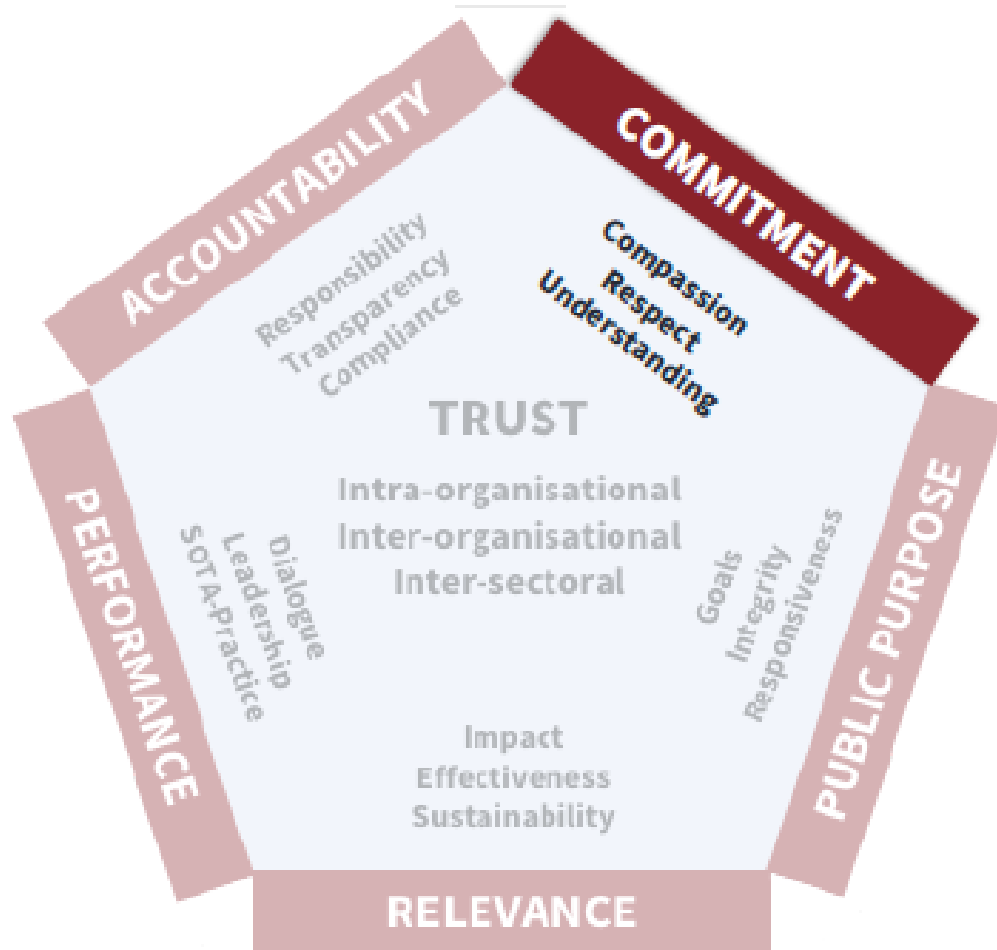 ACCOUNTABILITY
Responsibility
Transparency
Compliance
COMMITMENT
Compassion
Respect
Understanding
TRUST
Intra-organisational
Inter-organisational
Inter-sectoral
PERFORMANCE
Dialogue
Leadership
SoTA-Practice
PUBLIC PURPOSE
Goals
Integrity
Responsiveness
Impact
Effectiveness
Sustainability
RELEVANCE